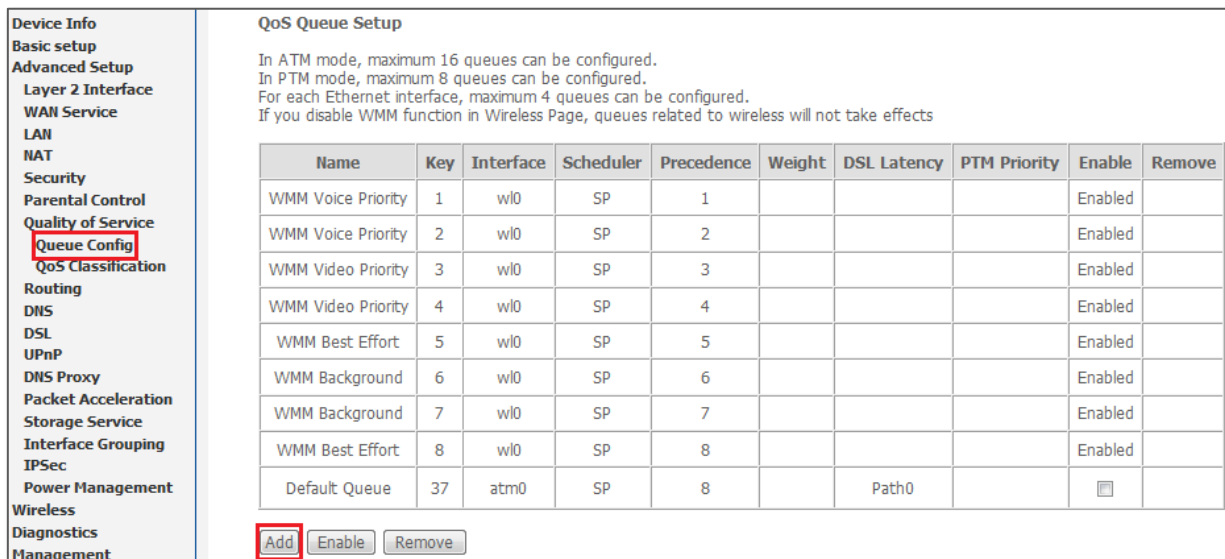 Device Info
Basic setup
Advanced Setup
Layer 2 Interface
WAN Service
LAN
NAT
Security
Parental Control
Quality of Service
Queue Config
QoS Classification
Routing
DNS
DSL
UPnP
DNS Proxy
Packet Acceleration
Storage Service
Interface Grouping
IPSec
Power Management
Wireless
Diagnostics
Management
QoS Queue Setup
In ATM mode, maximum 16 queues can be configured.
In PTM mode, maximum 8 queues can be configured.
For each Ethernet interface, maximum 4 queues can be configured.
If you disable WMM function in Wireless Page, queues related to wireless will not take effects
Name Key Interface Scheduler Precedence Weight DSL Latency PTM Priority Enable Remove
WMM Voice Priority 1 wl0 SP 1 Enabled
WMM Voice Priority 2 wl0 SP 2 Enabled
WMM Video Priority 3 wl0 SP 3 Enabled
WMM Video Priority 4 wl0 SP 4 Enabled
WMM Best Effort 5 wl0 SP 5 Enabled
WMM Background 6 wl0 SP 6 Enabled
WMM Background 7 wl0 SP 7 Enabled
WMM Best Effort 8 wl0 SP 8 Enabled
Default Queue 37 atm0 SP 8 Path0
Add Enable Remove